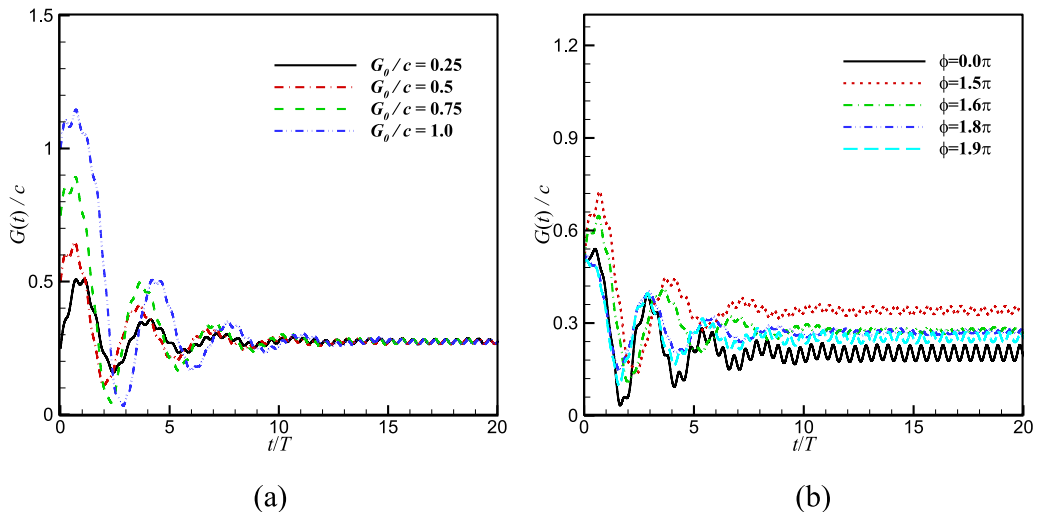 1.5
1
0.5
0
G(t) / c
G₀ / c = 0.25
G₀ / c = 0.5
G₀ / c = 0.75
G₀ / c = 1.0
0 5 10 15 20
t/T
(a)
1.2
0.9
0.6
0.3
0
G(t) / c
ϕ=0.0π
ϕ=1.5π
ϕ=1.6π
ϕ=1.8π
ϕ=1.9π
0 5 10 15 20
t/T
(b)